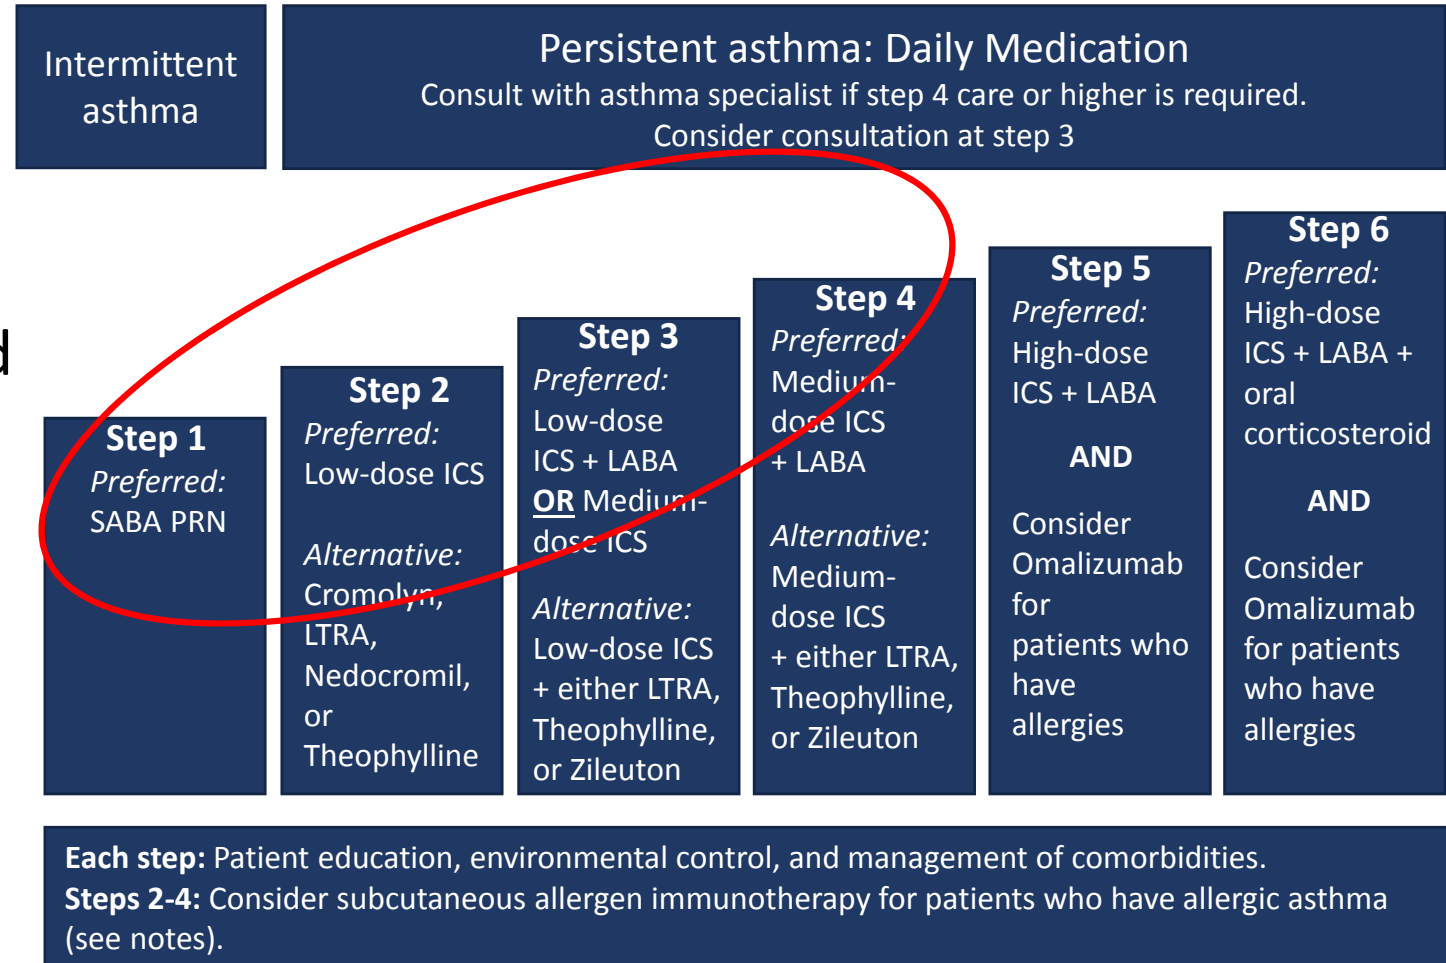 Intermittent
asthma
Persistent asthma: Daily Medication
Consult with asthma specialist if step 4 care or higher is required.
Consider consultation at step 3
d
Step 1
Preferred:
SABA PRN
Step 2
Preferred:
Low-dose ICS
Alternative:
Cromolyn,
LTRA,
Nedocromil,
or
Theophylline
Step 3
Preferred:
Low-dose
ICS + LABA
OR Medium-
dose ICS
Alternative:
Low-dose ICS
+ either LTRA,
Theophylline,
or Zileuton
Step 4
Preferred:
Medium-
dose ICS
+ LABA
Alternative:
Medium-
dose ICS
+ either LTRA,
Theophylline,
or Zileuton
Step 5
Preferred:
High-dose
ICS + LABA
AND
Consider
Omalizumab
for
patients who
have
allergies
Step 6
Preferred:
High-dose
ICS + LABA +
oral
corticosteroid
AND
Consider
Omalizumab
for patients
who have
allergies
Each step: Patient education, environmental control, and management of comorbidities.
Steps 2-4: Consider subcutaneous allergen immunotherapy for patients who have allergic asthma
(see notes).